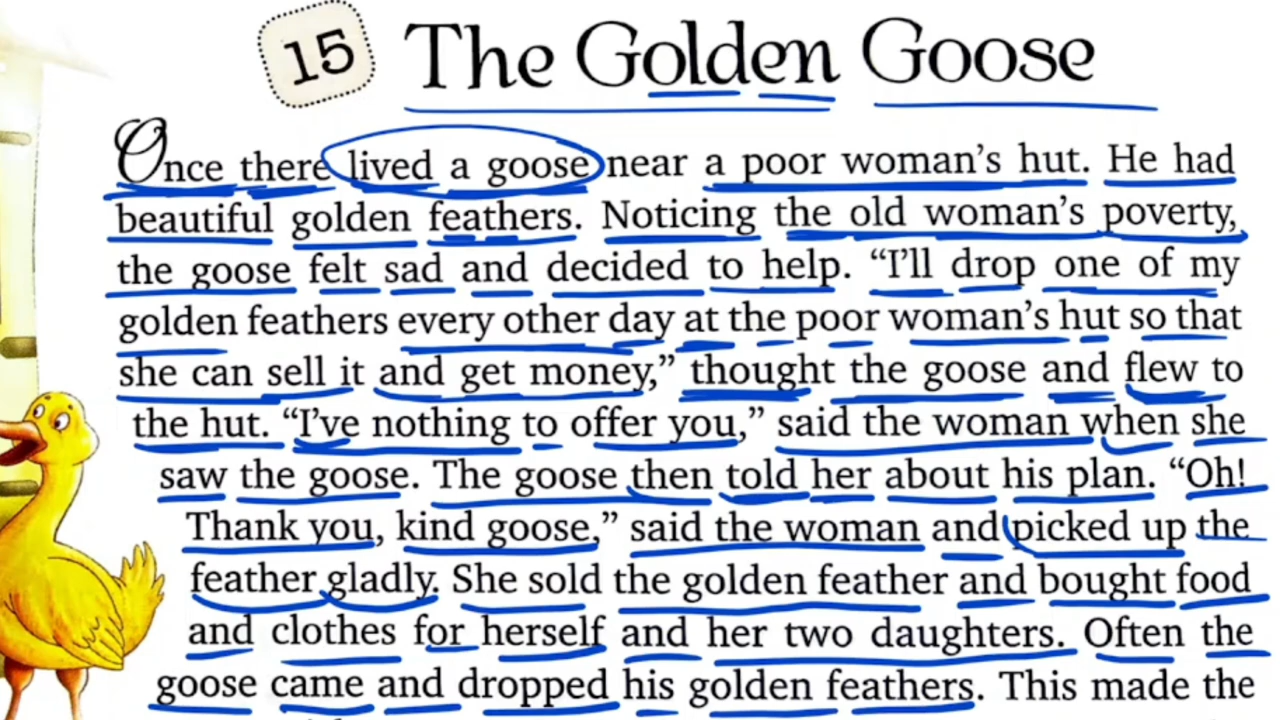 15
The Golden Goose
Once there lived a goose near a poor woman's hut. He had
beautiful golden feathers. Noticing the old woman's poverty,
the goose felt sad and decided to help. “I'll drop one of my
golden feathers every other day at the poor woman's hut so that
she can sell it and get money,” thought the goose and flew to
the hut. “I've nothing to offer you,” said the woman when she
saw the goose. The goose then told her about his plan. “Oh!
Thank you, kind goose,” said the woman and picked up the
feather gladly. She sold the golden feather and bought food
and clothes for herself and her two daughters. Often the
goose came and dropped his golden feathers. This made the